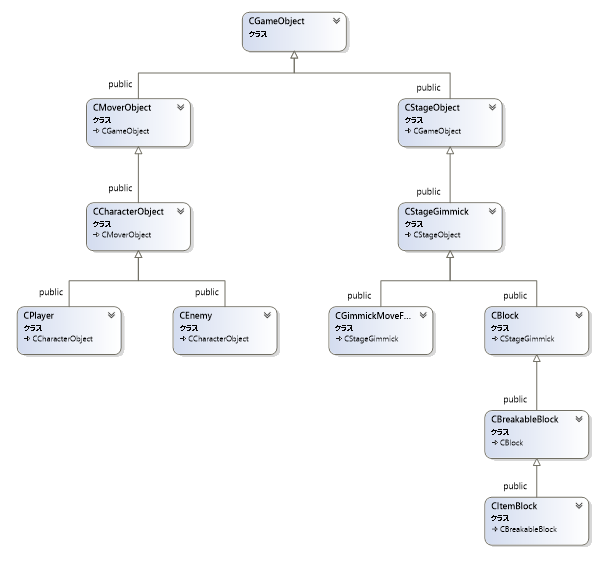 CGameObject
クラス
public
public
CMoverObject
クラス
CGameObject
CStageObject
クラス
CGameObject
public
public
CCharacterObject
クラス
CMoverObject
CStageGimmick
クラス
CStageObject
public
public
public
public
CPlayer
クラス
CCharacterObject
CEnemy
クラス
CCharacterObject
CGimmickMoveF...
クラス
CStageGimmick
CBlock
クラス
CStageGimmick
public
CBreakableBlock
クラス
CBlock
public
CItemBlock
クラス
CBreakableBlock